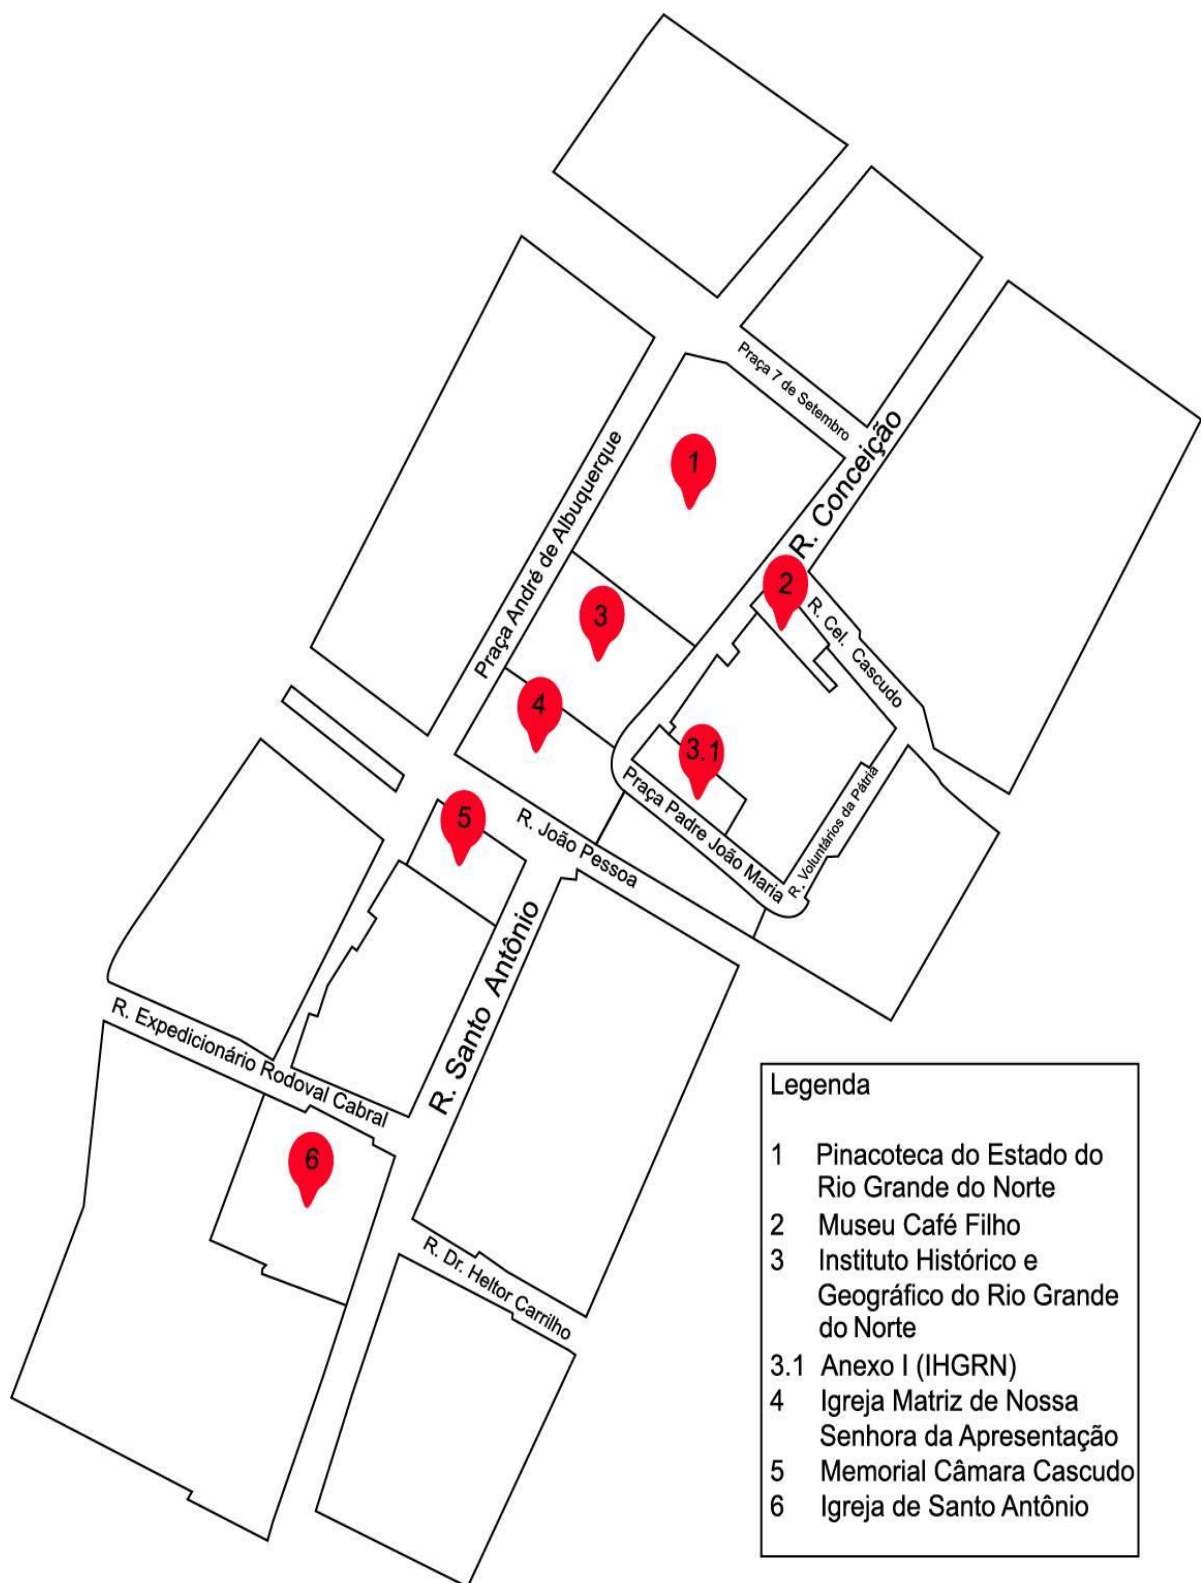 Praça 7 de Setembro
R. Conceição
Praça André de Albuquerque
1
2
R. Cel. Cascudo
3
4
3.1
Praça Padre João Maria
R. Voluntários da Pátria
5
R. João Pessoa
R. Santo Antônio
R. Expedicionário Rodoval Cabral
6
R. Dr. Heltor Carrilho
Legenda
1 Pinacoteca do Estado do
Rio Grande do Norte
2 Museu Café Filho
3 Instituto Histórico e
Geográfico do Rio Grande
do Norte
3.1 Anexo I (IHGRN)
4 Igreja Matriz de Nossa
Senhora da Apresentação
5 Memorial Câmara Cascudo
6 Igreja de Santo Antônio